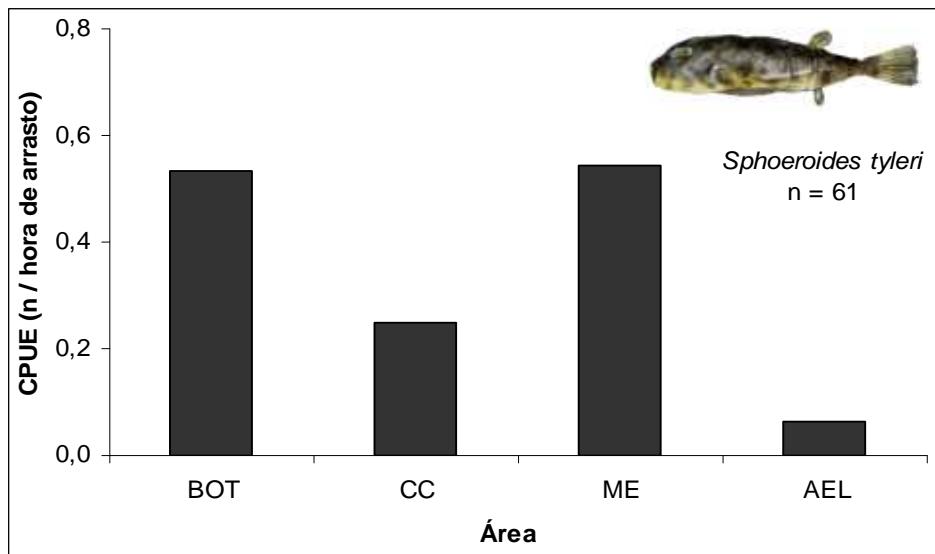 0,8
0,6
0,4
0,2
0,0
CPUE (n / hora de arrasto)
Sphoeroides tyleri
n = 61
BOT
CC
ME
AEL
Área